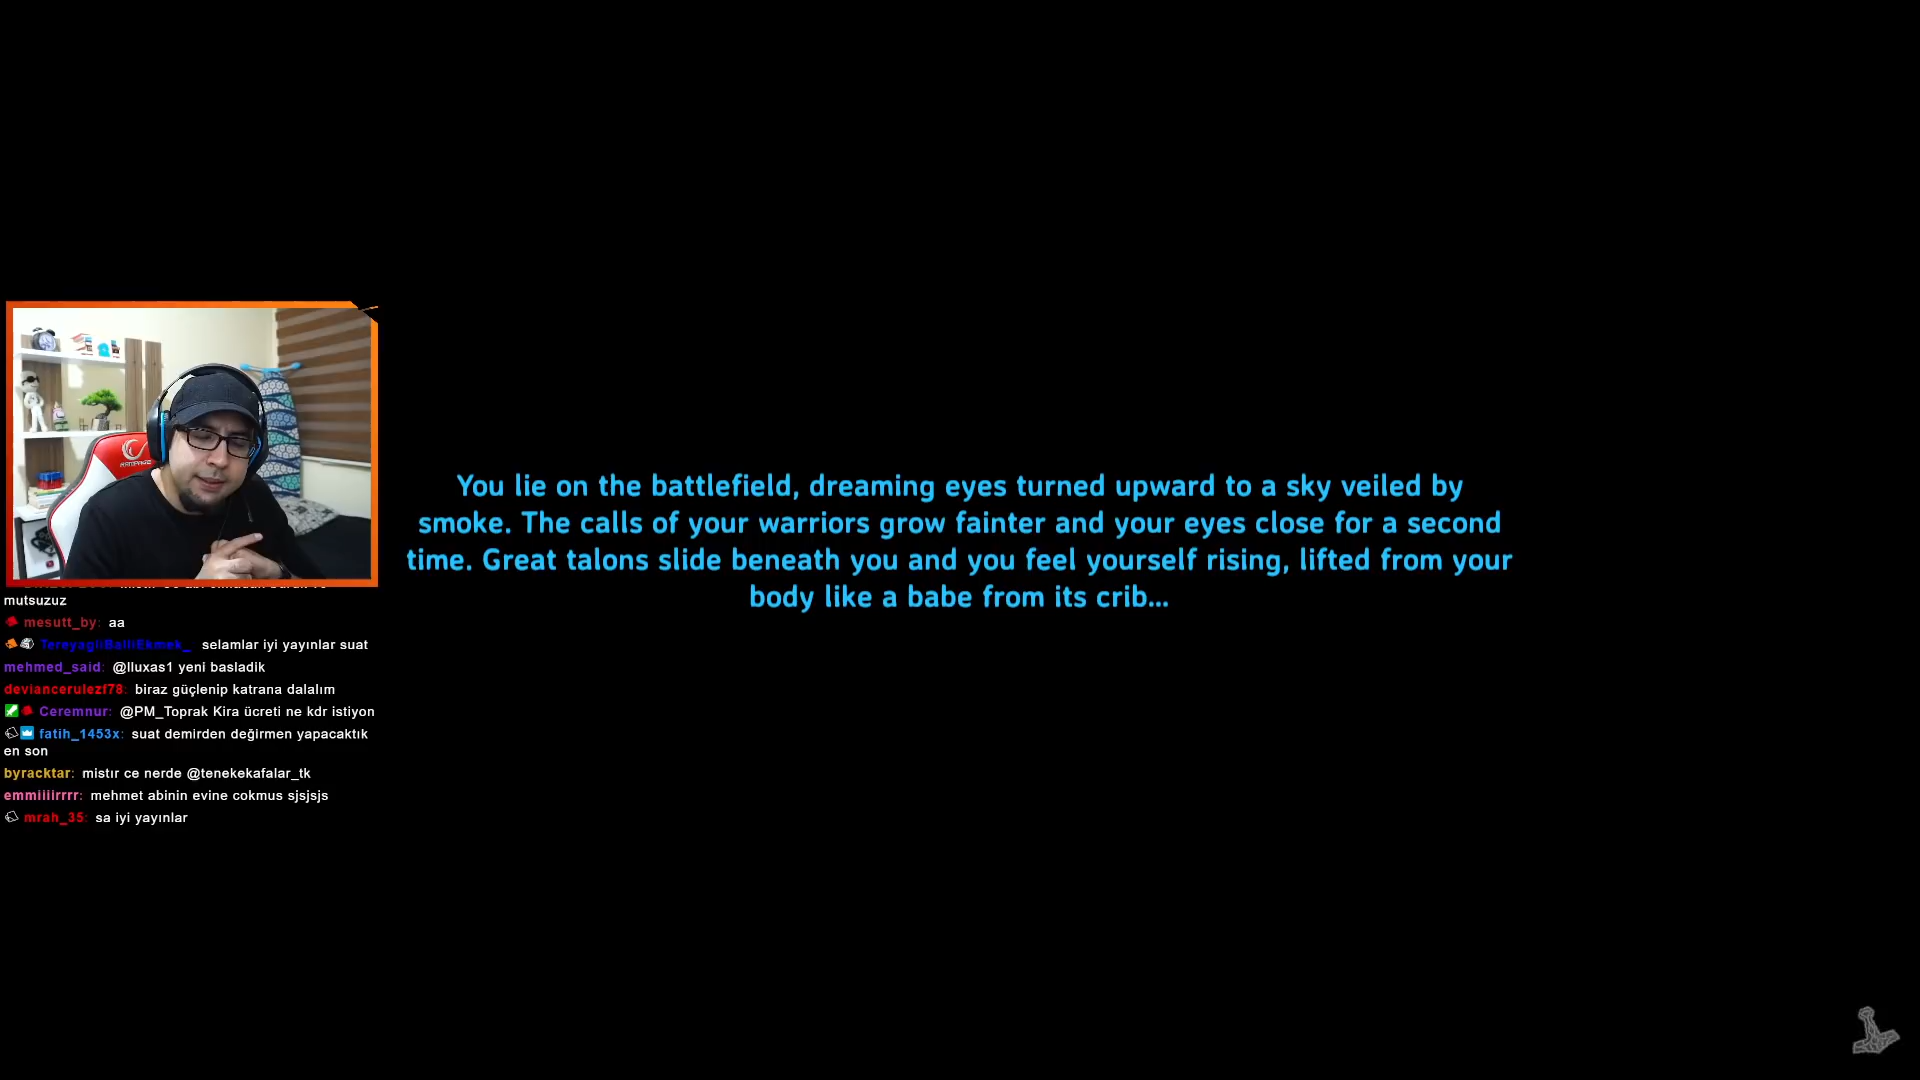 You lie on the battlefield, dreaming eyes turned upward to a sky veiled by
smoke. The calls of your warriors grow fainter and your eyes close for a second
time. Great talons slide beneath you and you feel yourself rising, lifted from your
body like a babe from its crib...
mutsuzuz
mesutt_by: aa
TereyagliBalliEkmek_ selamlar iyi yayınlar suat
mehmed_said: @lluxas1 yeni basladik
deviancerulezf78: biraz güçlenip katrana dalalım
Ceremnur: @PM_Toprak Kira ücreti ne kdr istiyon
fatih_1453x: suat demirden değirmen yapacaktık
en son
byracktar: mistır ce nerde @tenekekafalar_tk
emmiiiirrrr: mehmet abinin evine cokmus sjsjsjs
mrah_35: sa iyi yayınlar